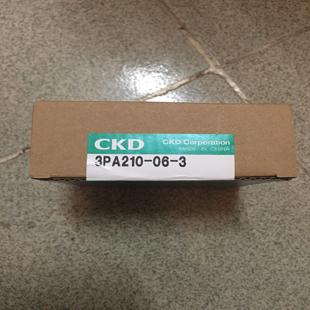 CKD
CKD Corporation
MADE IN CHINA
3PA210-06-3